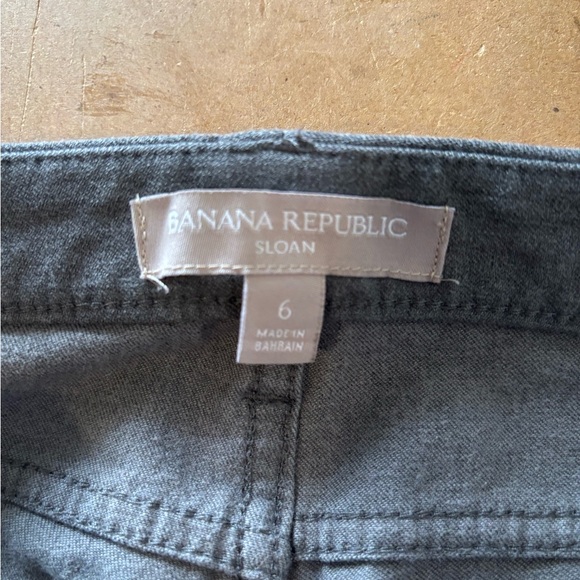 BANANA REPUBLIC
SLOAN
6
MADE IN
BAHRAIN